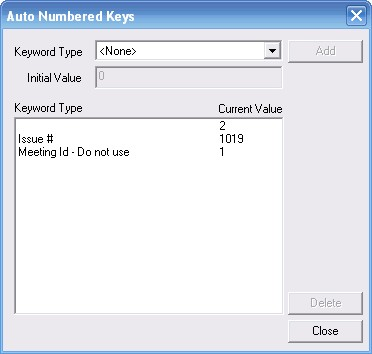 Auto Numbered Keys
Keyword Type <None> Add
Initial Value 0
Keyword Type Current Value
2
Issue # 1019
Meeting Id - Do not use 1
Delete
Close